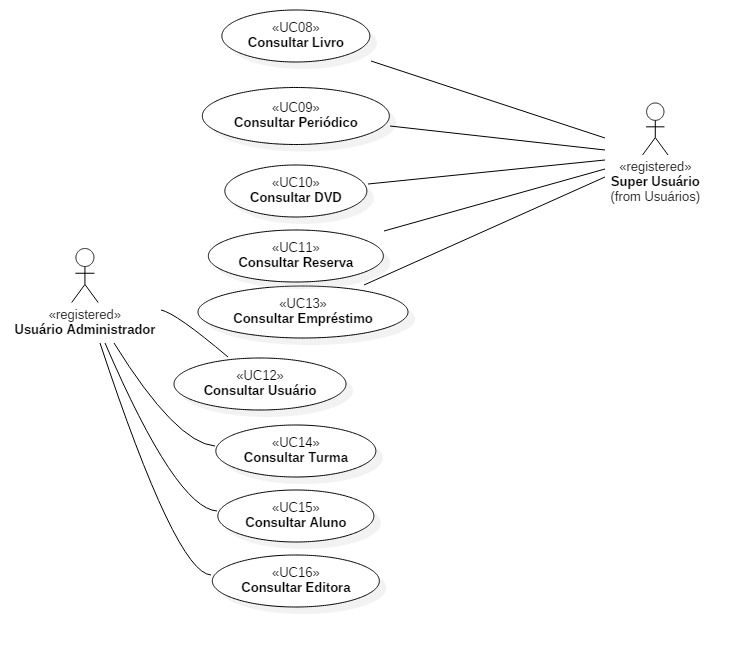 «UC08»
Consultar Livro
«UC09»
Consultar Periódico
«registered»
Super Usuário
(from Usuários)
«UC10»
Consultar DVD
«UC11»
Consultar Reserva
«UC13»
Consultar Empréstimo
«registered»
Usuário Administrador
«UC12»
Consultar Usuário
«UC14»
Consultar Turma
«UC15»
Consultar Aluno
«UC16»
Consultar Editora